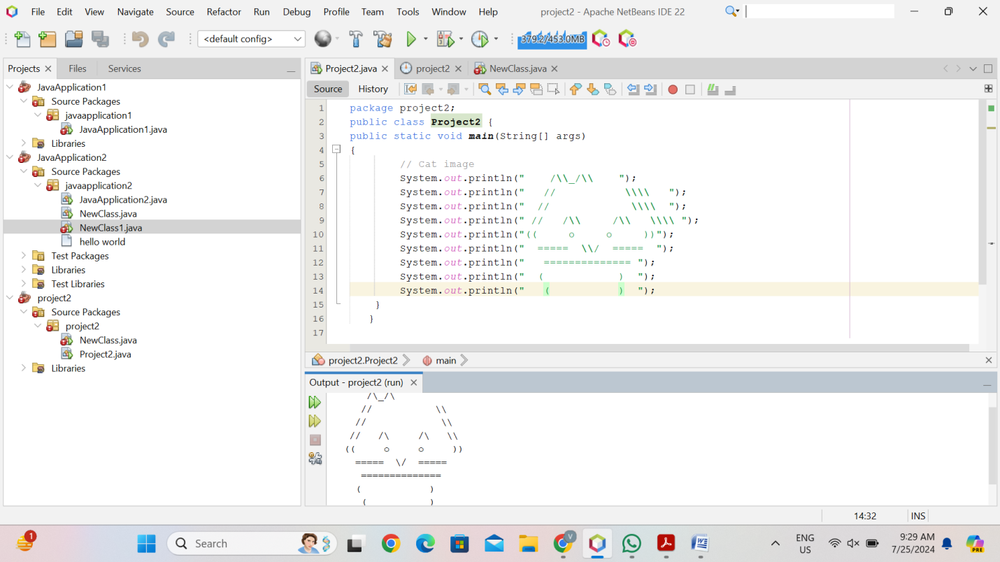 File Edit View Navigate Source Refactor Run Debug Profile Team Tools Window Help project2 - Apache NetBeans IDE 22
<default config> 379.2/453.0MB
Projects Files Services
JavaApplication1
Source Packages
javaapplication1
JavaApplication1.java
Libraries
JavaApplication2
Source Packages
javaapplication2
JavaApplication2.java
NewClass.java
NewClass1.java
hello world
Test Packages
Libraries
Test Libraries
project2
Source Packages
project2
NewClass.java
Project2.java
Libraries
Project2.java project2 NewClass.java
Source History
1 package project2;
2 public class Project2 {
3 public static void main(String[] args)
4 {
5         // Cat image
6         System.out.println("    /\\_/\\    ");
7         System.out.println("   //           \\\\   ");
8         System.out.println("  //             \\\\  ");
9         System.out.println(" //   /\\     /\\   \\\\ ");
10         System.out.println("((     o     o     ))");
11         System.out.println("  =====  \\/  =====  ");
12         System.out.println("   ============== ");
13         System.out.println("  (            )  ");
14         System.out.println("   (           )  ");
15     }
16    }
17
project2.Project2 main
Output - project2 (run)
    /\_/\
   //           \\
  //             \\
 //   /\     /\   \\
((     o     o     ))
  =====  \/  =====
   ==============
  (            )
   (           )
14:32 INS
1
Search
V
ENG
US
9:29 AM
7/25/2024
PRE